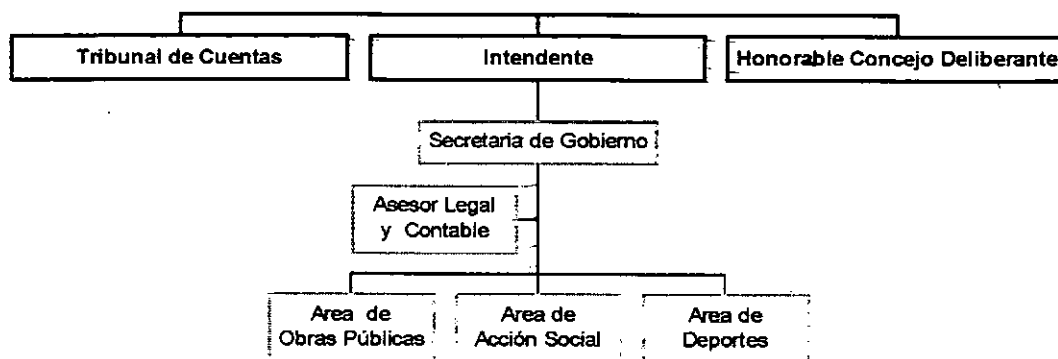 Tribunal de Cuentas
Intendente
Honorable Concejo Deliberante
Secretaria de Gobierno
Asesor Legal
y Contable
Area de
Obras Públicas
Area de
Acción Social
Area de
Deportes